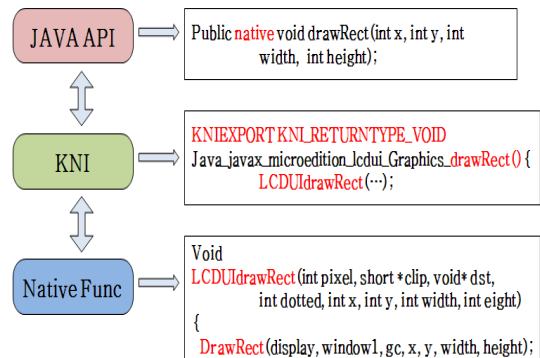 JAVA API
Public native void drawRect(int x, int y, int
width, int height);
KNI
KNIEXPORT KNI_RETURNTYPE_VOID
Java_javax_microedition_lcdui_Graphics_drawRect() {
LCDUIdrawRect(…);
Native Func
Void
LCDUIdrawRect(int pixel, short *clip, void* dst,
int dotted, int x, int y, int width, int eight)
{
DrawRect(display, window1, gc, x, y, width, height);